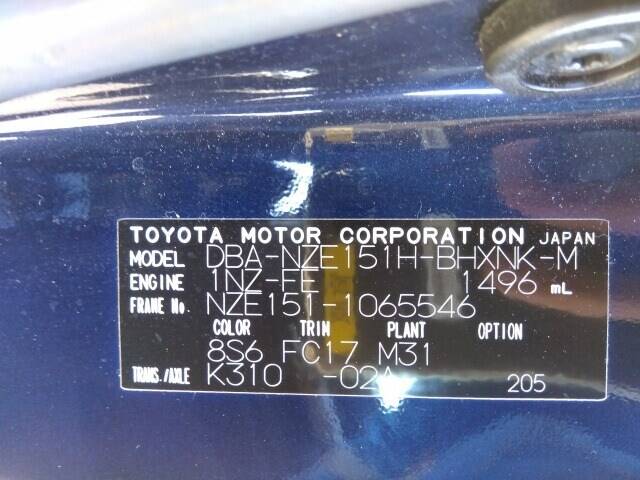 TOYOTA MOTOR CORPORATION JAPAN
MODEL DBA-NZE151H-BHXNK-M
ENGINE 1NZ-FE 1496 mL
FRAME No. NZE151-1065546
COLOR TRIM PLANT OPTION
8S6 FC17 M31
TRANS./AXLE K310 -02A 205